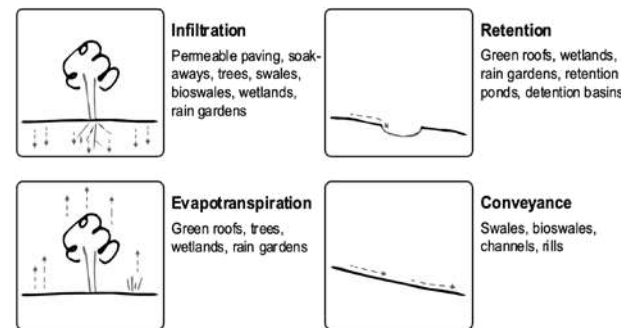 Infiltration
Permeable paving, soak-
aways, trees, swales,
bioswales, wetlands,
rain gardens
Retention
Green roofs, wetlands,
rain gardens, retention
ponds, detention basins
Evapotranspiration
Green roofs, trees,
wetlands, rain gardens
Conveyance
Swales, bioswales,
channels, rills